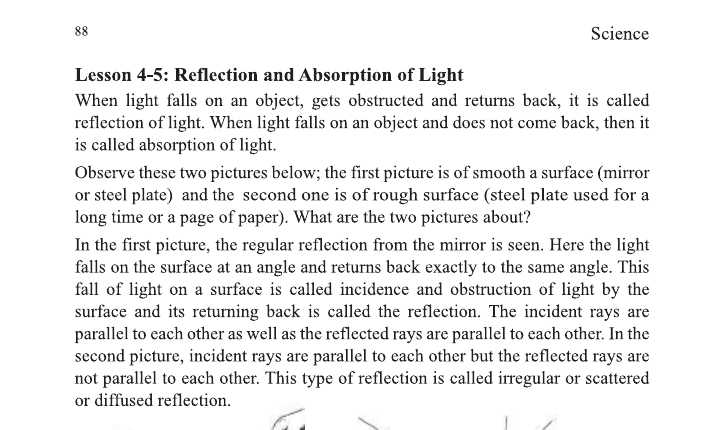 88
Science
Lesson 4-5: Reflection and Absorption of Light
When light falls on an object, gets obstructed and returns back, it is called
reflection of light. When light falls on an object and does not come back, then it
is called absorption of light.
Observe these two pictures below; the first picture is of smooth a surface (mirror
or steel plate) and the second one is of rough surface (steel plate used for a
long time or a page of paper). What are the two pictures about?
In the first picture, the regular reflection from the mirror is seen. Here the light
falls on the surface at an angle and returns back exactly to the same angle. This
fall of light on a surface is called incidence and obstruction of light by the
surface and its returning back is called the reflection. The incident rays are
parallel to each other as well as the reflected rays are parallel to each other. In the
second picture, incident rays are parallel to each other but the reflected rays are
not parallel to each other. This type of reflection is called irregular or scattered
or diffused reflection.